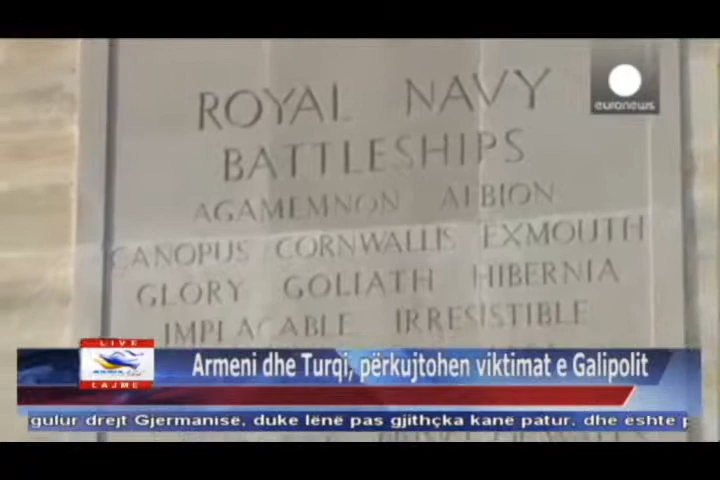 euronews
ROYAL NAVY
BATTLESHIPS
AGAMEMNON ALBION
CANOPUS CORNWALLIS EXMOUTH
GLORY GOLIATH HIBERNIA
IMPLACABLE IRRESISTIBLE
LIVE
LAJME
Armeni dhe Turqi, përkujtohen viktimat e Galipolit
gulur drejt Gjermanisë, duke lënë pas gjithçka kanë patur, dhe është p